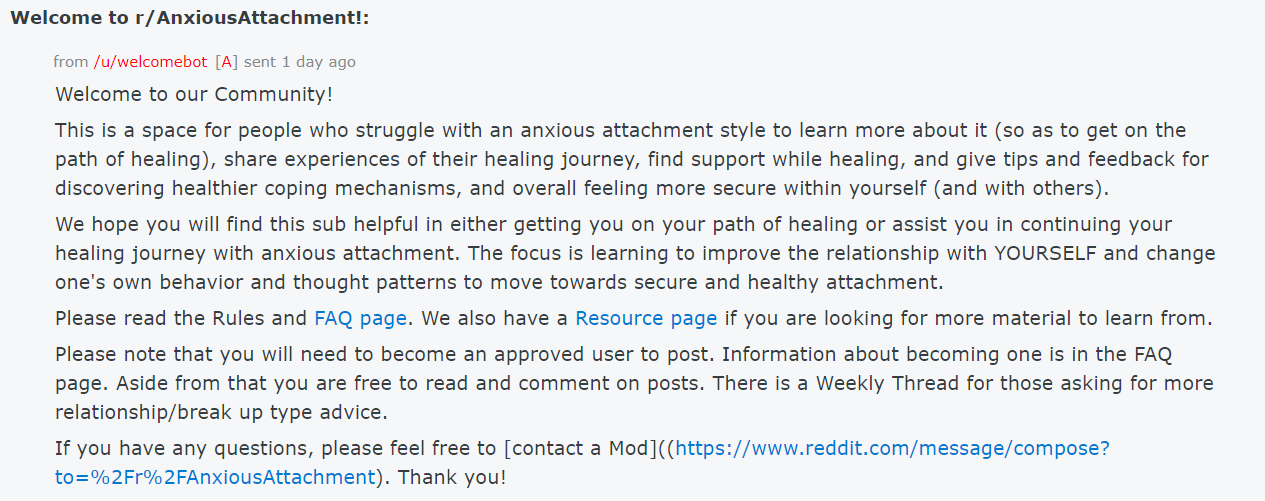 Welcome to r/AnxiousAttachment!:
from /u/welcomebot [A] sent 1 day ago
Welcome to our Community!
This is a space for people who struggle with an anxious attachment style to learn more about it (so as to get on the
path of healing), share experiences of their healing journey, find support while healing, and give tips and feedback for
discovering healthier coping mechanisms, and overall feeling more secure within yourself (and with others).
We hope you will find this sub helpful in either getting you on your path of healing or assist you in continuing your
healing journey with anxious attachment. The focus is learning to improve the relationship with YOURSELF and change
one's own behavior and thought patterns to move towards secure and healthy attachment.
Please read the Rules and FAQ page. We also have a Resource page if you are looking for more material to learn from.
Please note that you will need to become an approved user to post. Information about becoming one is in the FAQ
page. Aside from that you are free to read and comment on posts. There is a Weekly Thread for those asking for more
relationship/break up type advice.
If you have any questions, please feel free to [contact a Mod]((https://www.reddit.com/message/compose?
to=%2Fr%2FAnxiousAttachment). Thank you!